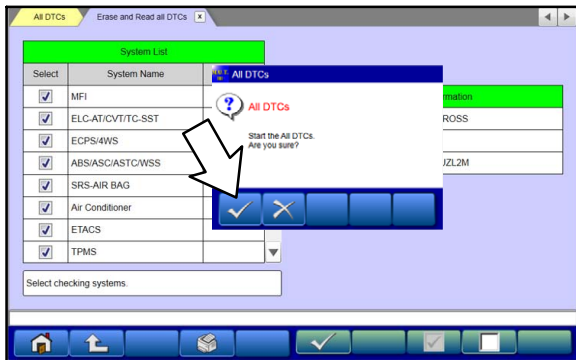 All DTCs
Erase and Read all DTCs
System List
Select
System Name
MFI
ELC-AT/CVT/TC-SST
ECPS/4WS
ABS/ASC/ASTC/WSS
SRS-AIR BAG
Air Conditioner
ETACS
TPMS
All DTCs
All DTCs
Start the All DTCs.
Are you sure?
rmation
ROSS
JZL2M
Select checking systems.